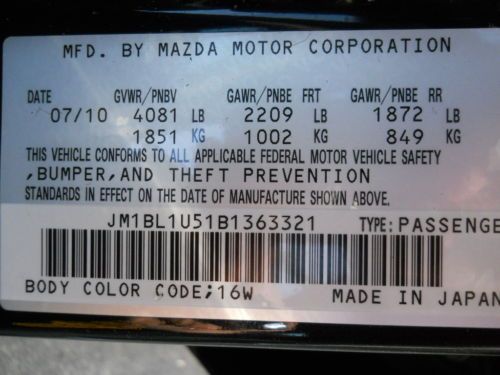 MFD. BY MAZDA MOTOR CORPORATION
DATE GVWR/PNBV GAWR/PNBE FRT GAWR/PNBE RR
07/10 4081 LB 2209 LB 1872 LB
1851 KG 1002 KG 849 KG
THIS VEHICLE CONFORMS TO ALL APPLICABLE FEDERAL MOTOR VEHICLE SAFETY
,BUMPER,AND THEFT PREVENTION
STANDARDS IN EFFECT ON THE DATE OF MANUFACTURE SHOWN ABOVE.
JM1BL1U51B1363321 TYPE: PASSENGE
BODY COLOR CODE;16W MADE IN JAPAN